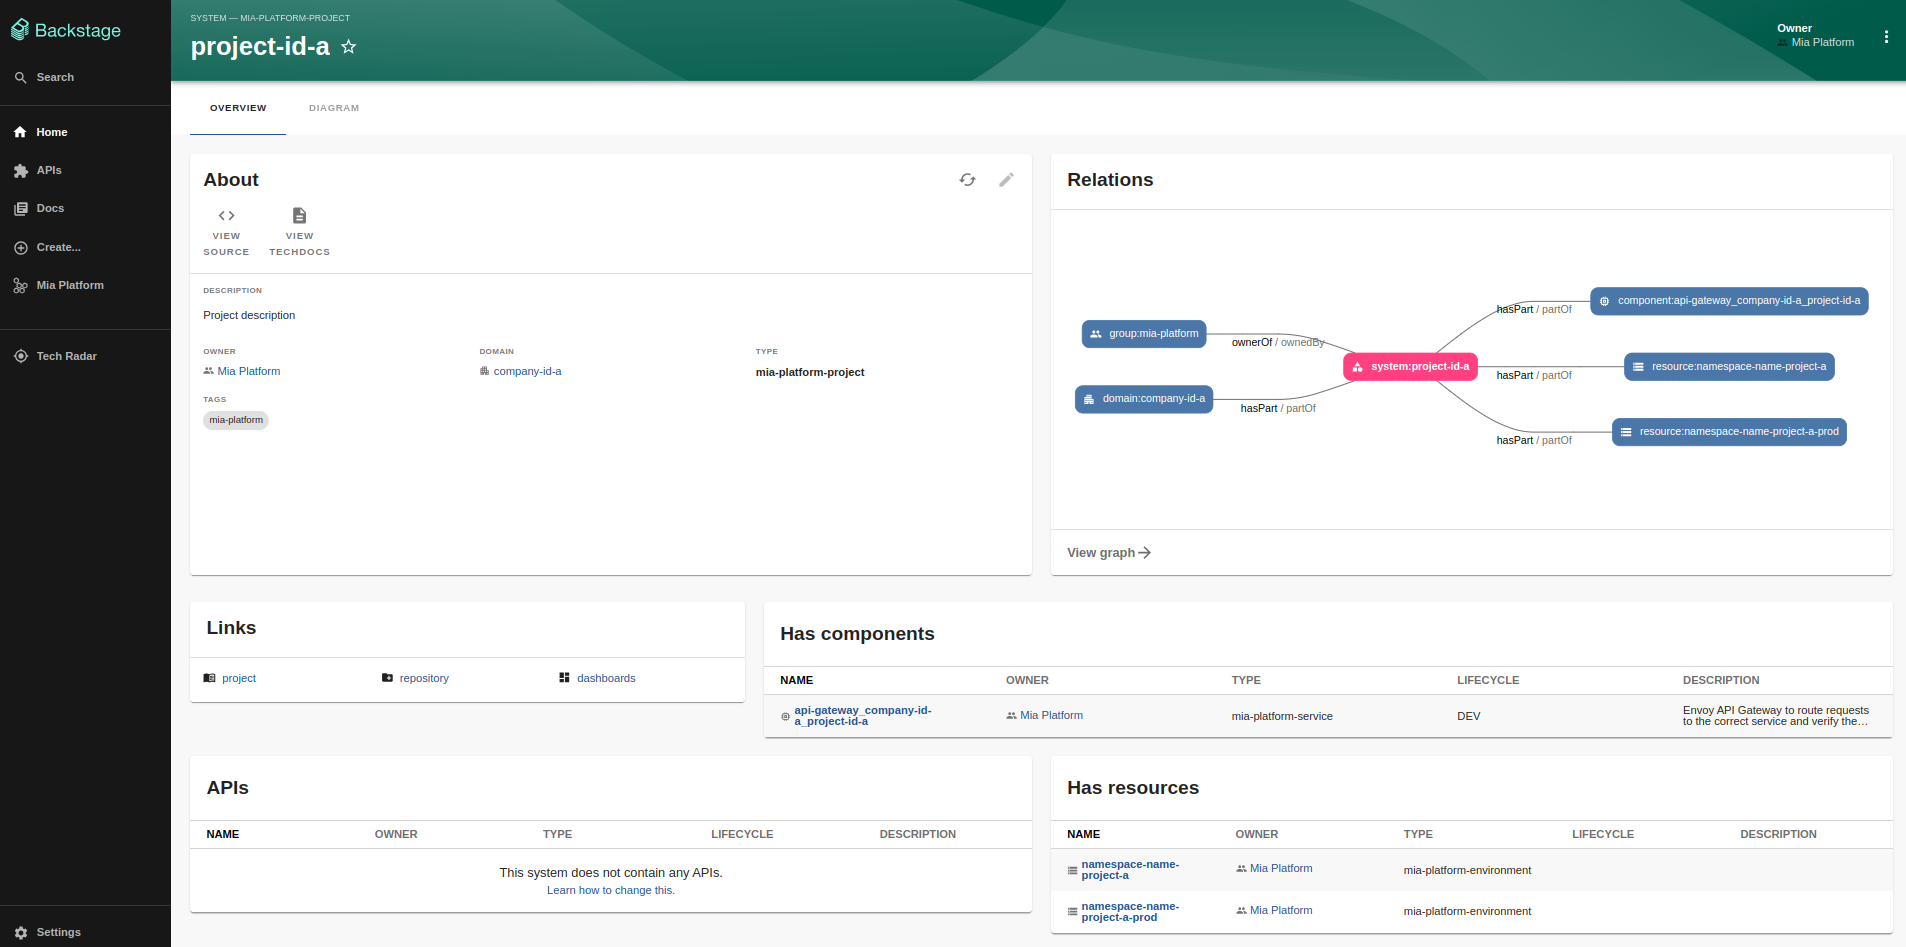 Backstage
Search
Home
APIs
Docs
Create...
Mia Platform
Tech Radar
Settings
SYSTEM — MIA-PLATFORM-PROJECT
project-id-a
Owner
Mia Platform
OVERVIEW
DIAGRAM
About
VIEW
SOURCE
VIEW
TECHDOCS
DESCRIPTION
Project description
OWNER
Mia Platform
DOMAIN
company-id-a
TYPE
mia-platform-project
TAGS
mia-platform
Relations
group:mia-platform
ownerOf / ownedBy
domain:company-id-a
hasPart / partOf
system:project-id-a
hasPart / partOf
component:api-gateway_company-id-a_project-id-a
hasPart / partOf
resource:namespace-name-project-a
hasPart / partOf
resource:namespace-name-project-a-prod
View graph
Links
project
repository
dashboards
Has components
NAME OWNER TYPE LIFECYCLE DESCRIPTION
api-gateway_company-id-
a_project-id-a
Mia Platform
mia-platform-service
DEV
Envoy API Gateway to route requests
to the correct service and verify the…
APIs
NAME OWNER TYPE LIFECYCLE DESCRIPTION
This system does not contain any APIs.
Learn how to change this.
Has resources
NAME OWNER TYPE LIFECYCLE DESCRIPTION
namespace-name-
project-a
Mia Platform
mia-platform-environment
namespace-name-
project-a-prod
Mia Platform
mia-platform-environment